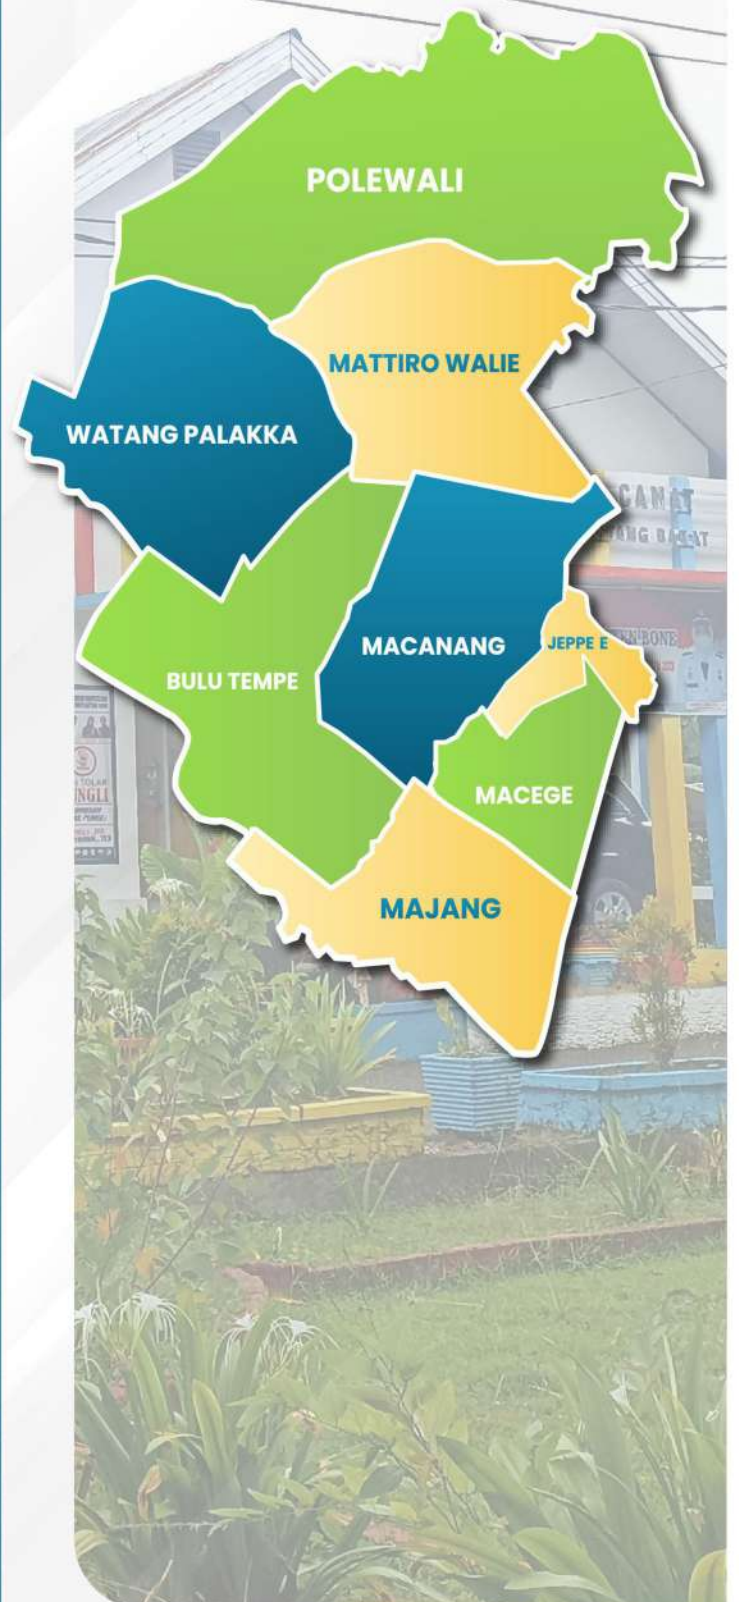 POLEWALI
MATTIRO WALIE
WATANG PALAKKA
MACANANG
JEPPE E
BULU TEMPE
MACEGE
MAJANG